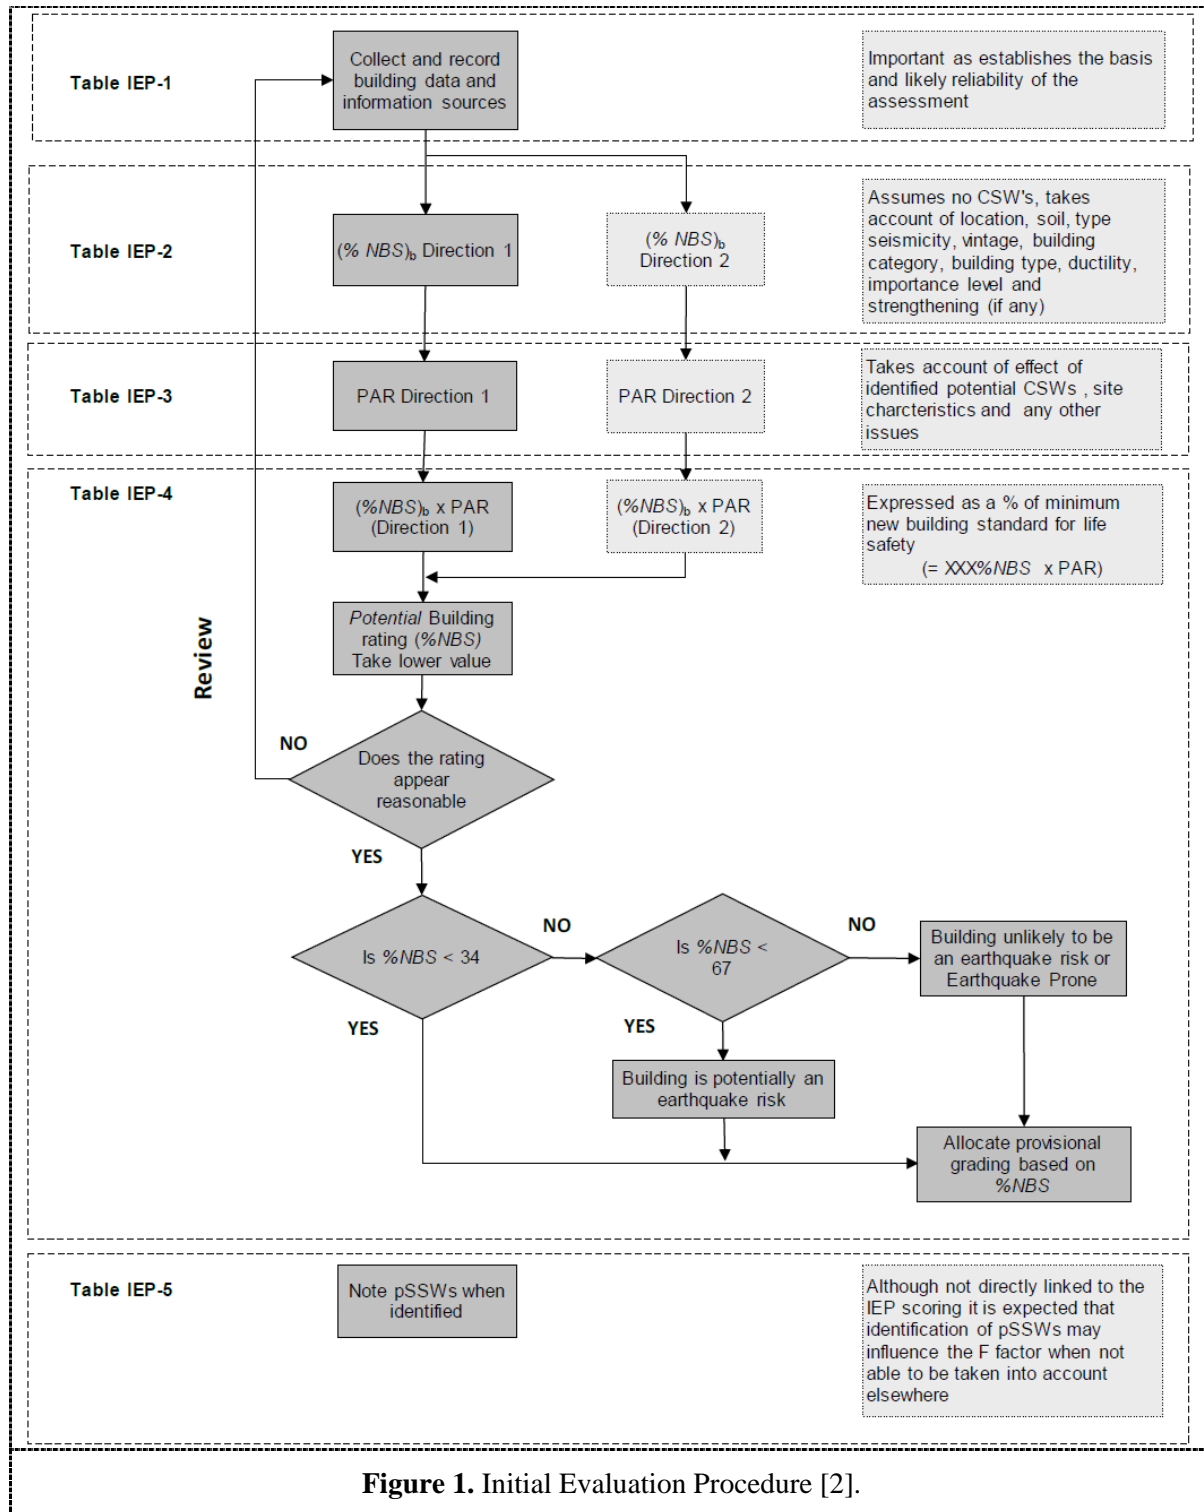 Table IEP-1
Collect and record
building data and
information sources
Important as establishes the basis
and likely reliability of the
assessment
Table IEP-2
(% NBS)b Direction 1
(% NBS)b
Direction 2
Assumes no CSW's, takes
account of location, soil, type
seismicity, vintage, building
category, building type, ductility,
importance level and
strengthening (if any)
Table IEP-3
PAR Direction 1
PAR Direction 2
Takes account of effect of
identified potential CSWs , site
charcteristics and any other
issues
Table IEP-4
(%NBS)b x PAR
(Direction 1)
(%NBS)b x PAR
(Direction 2)
Expressed as a % of minimum
new building standard for life
safety
(= XXX%NBS x PAR)
Potential Building
rating (%NBS)
Take lower value
Review
NO
Does the rating
appear
reasonable
YES
Is %NBS < 34
NO
Is %NBS <
67
NO
Building unlikely to be
an earthquake risk or
Earthquake Prone
YES
YES
Building is potentially an
earthquake risk
Allocate provisional
grading based on
%NBS
Table IEP-5
Note pSSWs when
identified
Although not directly linked to the
IEP scoring it is expected that
identification of pSSWs may
influence the F factor when not
able to be taken into account
elsewhere
Figure 1. Initial Evaluation Procedure [2].